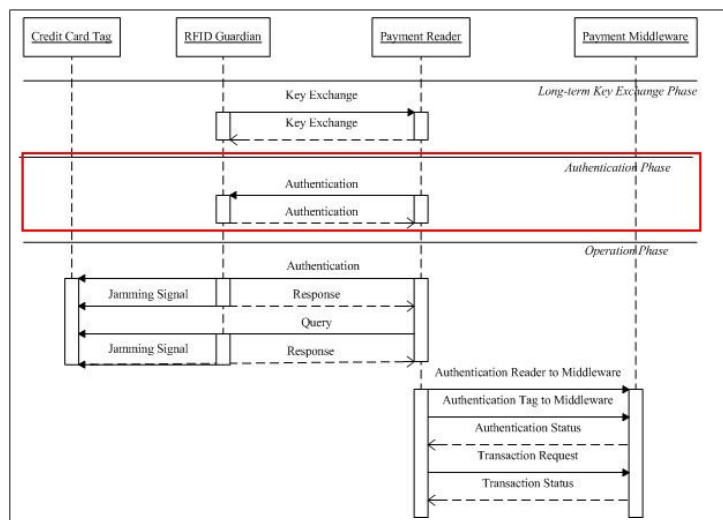 Credit Card Tag
RFID Guardian
Payment Reader
Payment Middleware
Long-term Key Exchange Phase
Key Exchange
Key Exchange
Authentication Phase
Authentication
Authentication
Operation Phase
Authentication
Jamming Signal
Response
Query
Jamming Signal
Response
Authentication Reader to Middleware
Authentication Tag to Middleware
Authentication Status
Transaction Request
Transaction Status